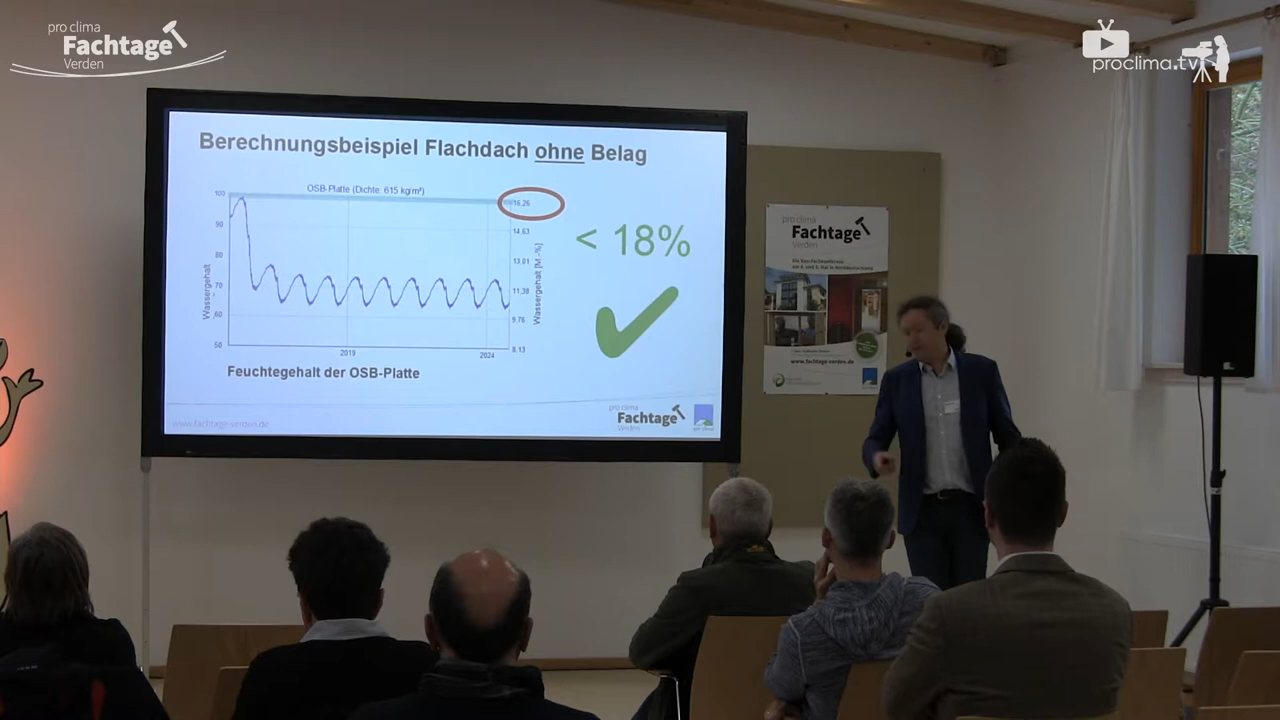 pro clima
Fachtage
Verden
proclima.tv
Berechnungsbeispiel Flachdach ohne Belag
OSB-Platte (Dichte: 615 kg/m³)
100
90
80
70
60
50
Wassergehalt
2019
2024
16.26
14.63
13.01
11.38
9.76
8.13
Wassergehalt [M.-%]
< 18%
Feuchtegehalt der OSB-Platte
www.fachtage-verden.de
pro clima
Fachtage
Verden
pro clima
pro clima
Fachtage
Verden
www.fachtage-verden.de